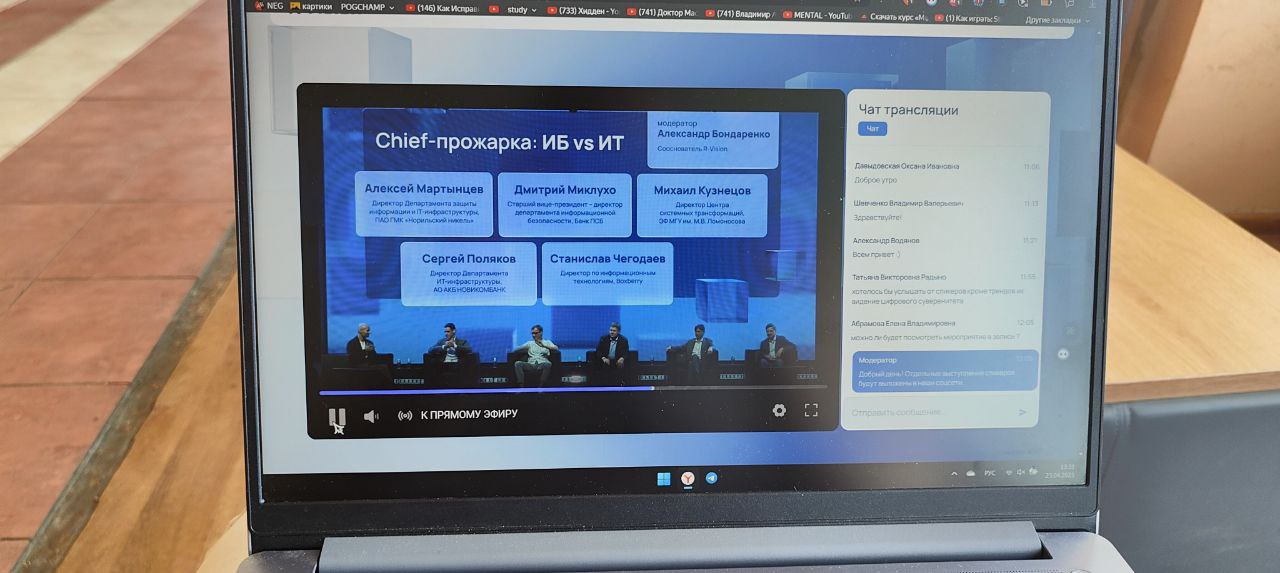 NEG
картики
POGCHAMP
(146) Как Исправ
study
(733) Хидден - Yo
(741) Доктор Мас
(741) Владимир /
MENTAL - YouTub
Скачать курс «М
(1) Как играть: S
Другие закладки
Chief-прожарка: ИБ vs ИТ
модератор
Александр Бондаренко
Сооснователь R-Vision
Алексей Мартынцев
Директор Департамента защиты
информации и IT-инфраструктуры,
ПАО ГМК «Норильский никель»
Дмитрий Миклухо
Старший вице-президент – директор
департамента информационной
безопасности, Банк ПСБ
Михаил Кузнецов
Директор Центра
системных трансформаций,
ЭФ МГУ им. М.В. Ломоносова
Сергей Поляков
Директор Департамента
ИТ-инфраструктуры,
АО АКБ НОВИКОМБАНК
Станислав Чегодаев
Директор по информационным
технологиям, Boxberry
К ПРЯМОМУ ЭФИРУ
Чат трансляции
Чат
Давыдовская Оксана Ивановна 11:06
Доброе утро
Шевченко Владимир Валерьевич 11:13
Здравствуйте!
Александр Водянов 11:21
Всем привет :)
Татьяна Викторовна Радыно 11:55
хотелось бы услышать от спикеров кроме трендов их
видение цифрового суверенитета
Абрамова Елена Владимировна 12:03
можно ли будет посмотреть мероприятие в записи ?
Модератор
Добрый день! Отдельные выступления спикеров
будут выложены в наши соцсети.
Отправить сообщение...
РУС
13:33
23.04.2025